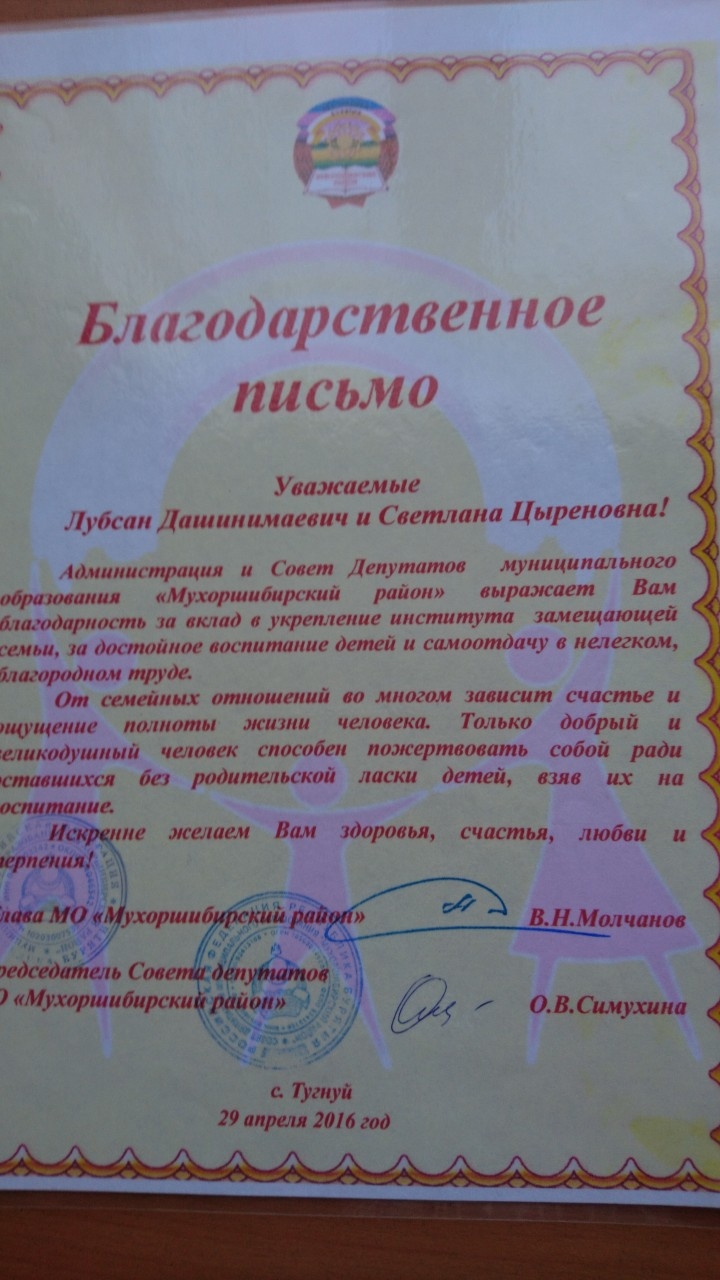 Благодарственное
письмо
Уважаемые
Лубсан Дашинимаевич и Светлана Цыреновна!
Администрация и Совет Депутатов муниципального
образования «Мухоршибирский район» выражает Вам
благодарность за вклад в укрепление института замещающей
семьи, за достойное воспитание детей и самоотдачу в нелегком,
благородном труде.
От семейных отношений во многом зависит счастье и
ощущение полноты жизни человека. Только добрый и
великодушный человек способен пожертвовать собой ради
оставшихся без родительской ласки детей, взяв их на
воспитание.
Искренне желаем Вам здоровья, счастья, любви и
терпения!
Глава МО «Мухоршибирский район» В.Н.Молчанов
Председатель Совета депутатов
О «Мухоршибирский район» О.В.Симухина
с. Тугнуй
29 апреля 2016 год